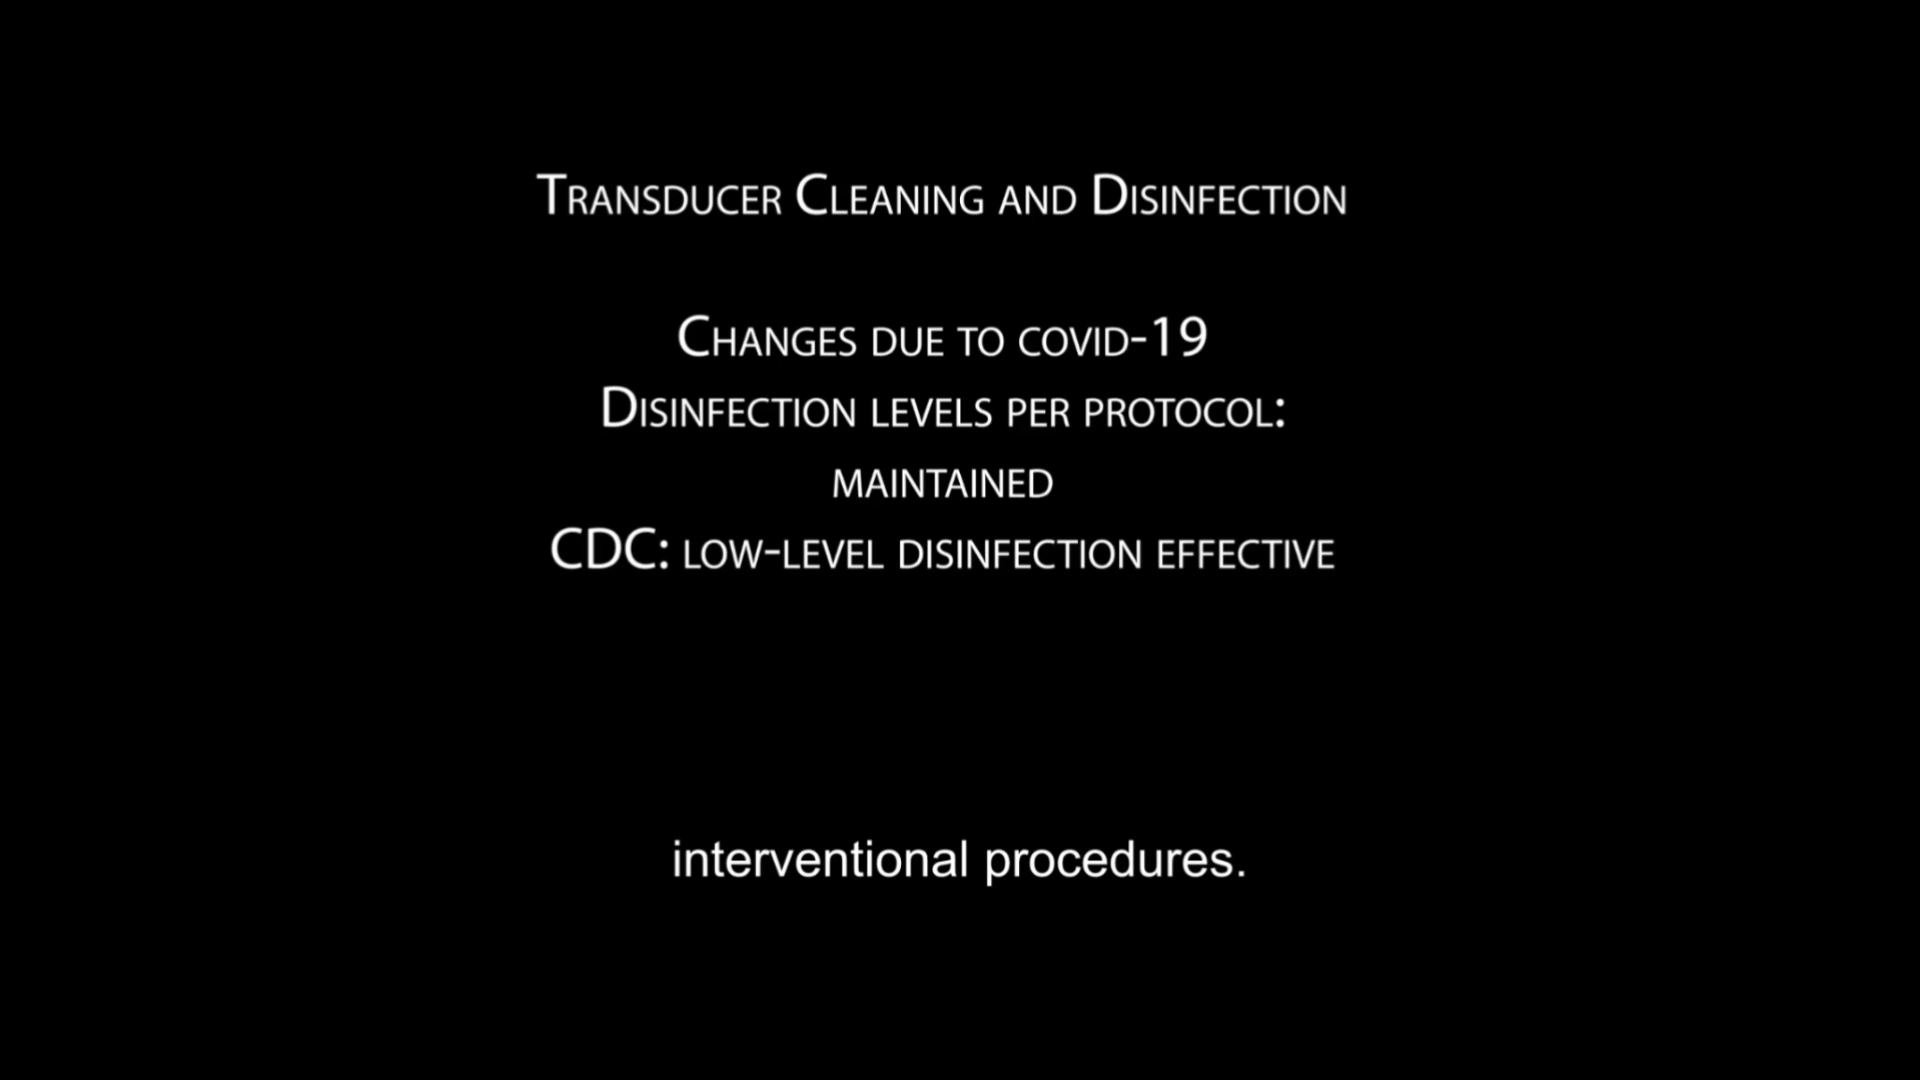 Transducer Cleaning and Disinfection
Changes due to covid-19
Disinfection levels per protocol:
maintained
CDC: low-level disinfection effective
interventional procedures.